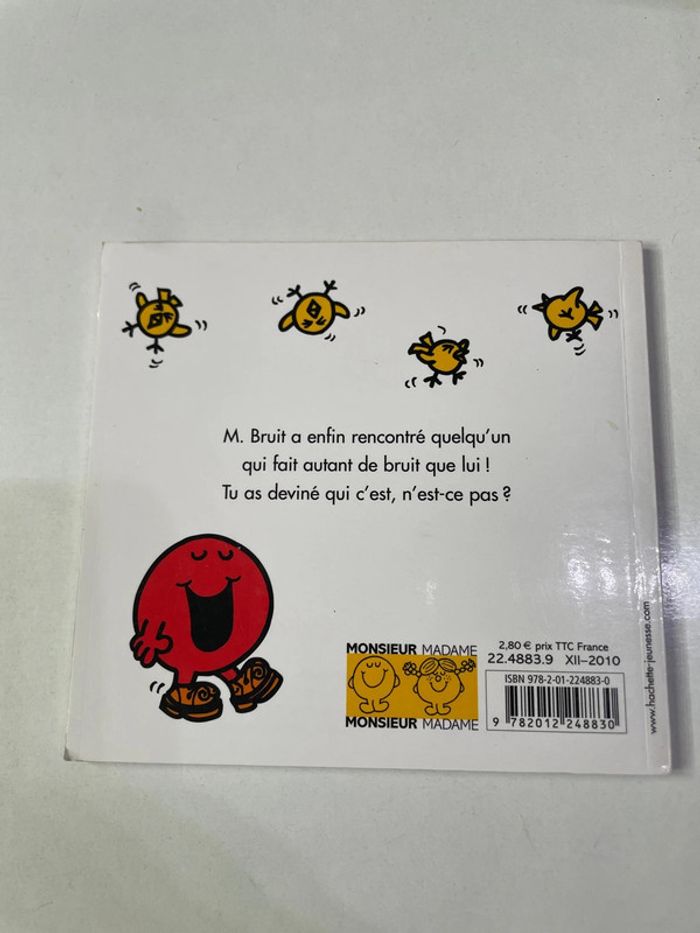 M. Bruit a enfin rencontré quelqu'un
qui fait autant de bruit que lui !
Tu as deviné qui c'est, n'est-ce pas ?
MONSIEUR MADAME
MONSIEUR MADAME
2,80 € prix TTC France
22.4883.9 XII–2010
ISBN 978-2-01-224883-0
9 782012 248830
www.hachette-jeunesse.com